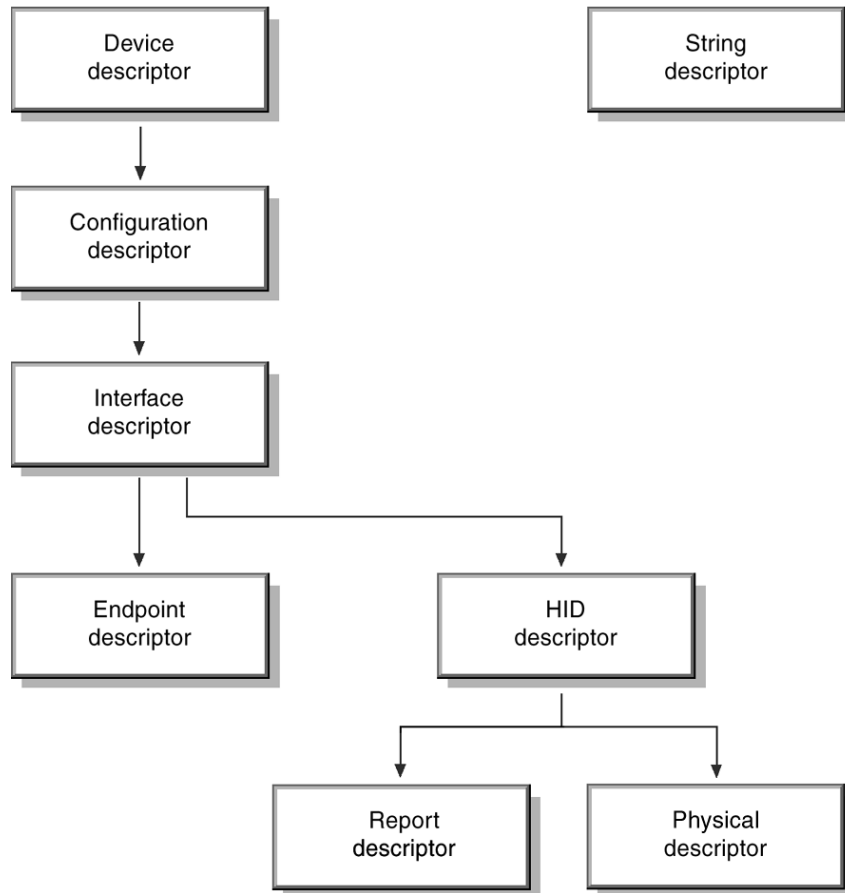 Device
descriptor
String
descriptor
Configuration
descriptor
Interface
descriptor
Endpoint
descriptor
HID
descriptor
Report
descriptor
Physical
descriptor